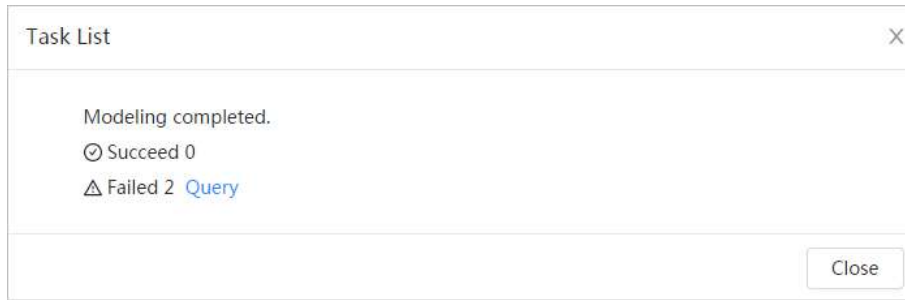 Task List
Modeling completed.
Succeed 0
Failed 2 Query
Close